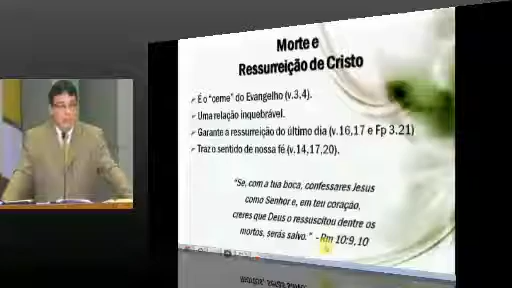 Morte e
Ressurreição de Cristo
É o "cerne" do Evangelho (v.3,4).
Uma relação inquebrável.
Garante a ressurreição do último dia (v.16,17 e Fp 3.21)
Traz o sentido de nossa fé (v.14,17,20).
"Se, com a tua boca, confessares Jesus
como Senhor e, em teu coração,
creres que Deus o ressuscitou dentre os
mortos, serás salvo." - Rm 10:9,10